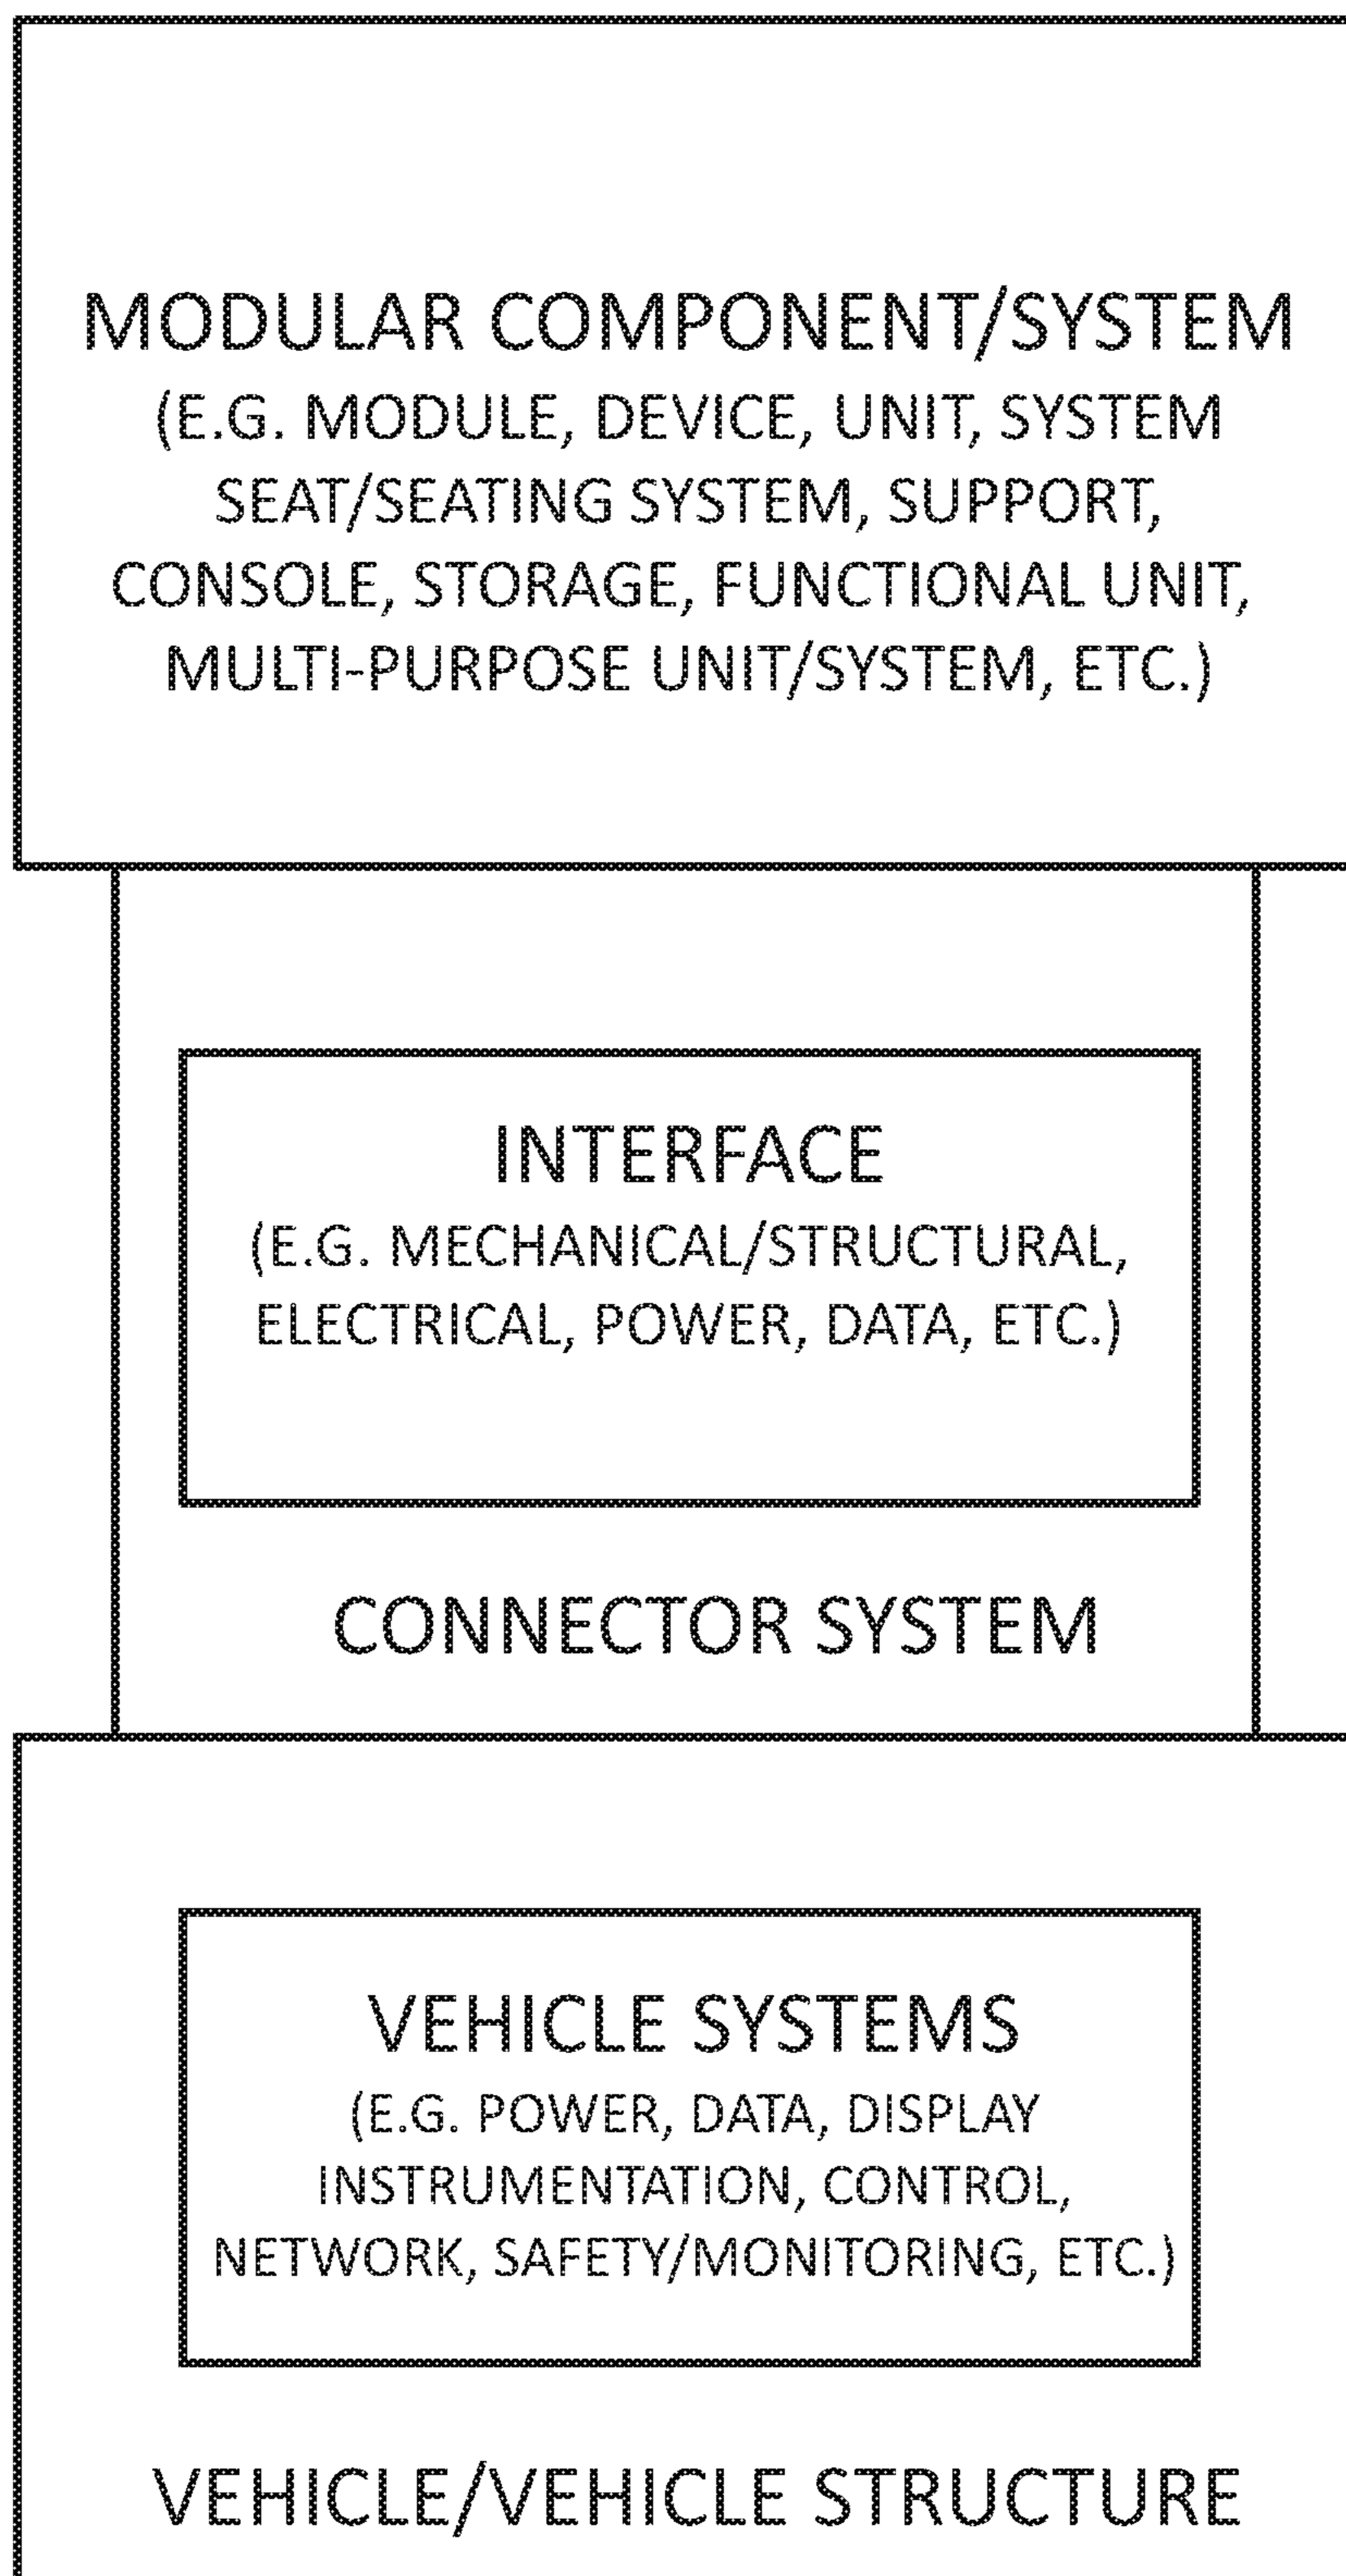 MODULAR COMPONENT/SYSTEM
(E.G. MODULE, DEVICE, UNIT, SYSTEM
SEAT/SEATING SYSTEM, SUPPORT,
CONSOLE, STORAGE, FUNCTIONAL UNIT,
MULTI-PURPOSE UNIT/SYSTEM, ETC.)
INTERFACE
(E.G. MECHANICAL/STRUCTURAL,
ELECTRICAL, POWER, DATA, ETC.)
CONNECTOR SYSTEM
VEHICLE SYSTEMS
(E.G. POWER, DATA, DISPLAY
INSTRUMENTATION, CONTROL,
NETWORK, SAFETY/MONITORING, ETC.)
VEHICLE/VEHICLE STRUCTURE